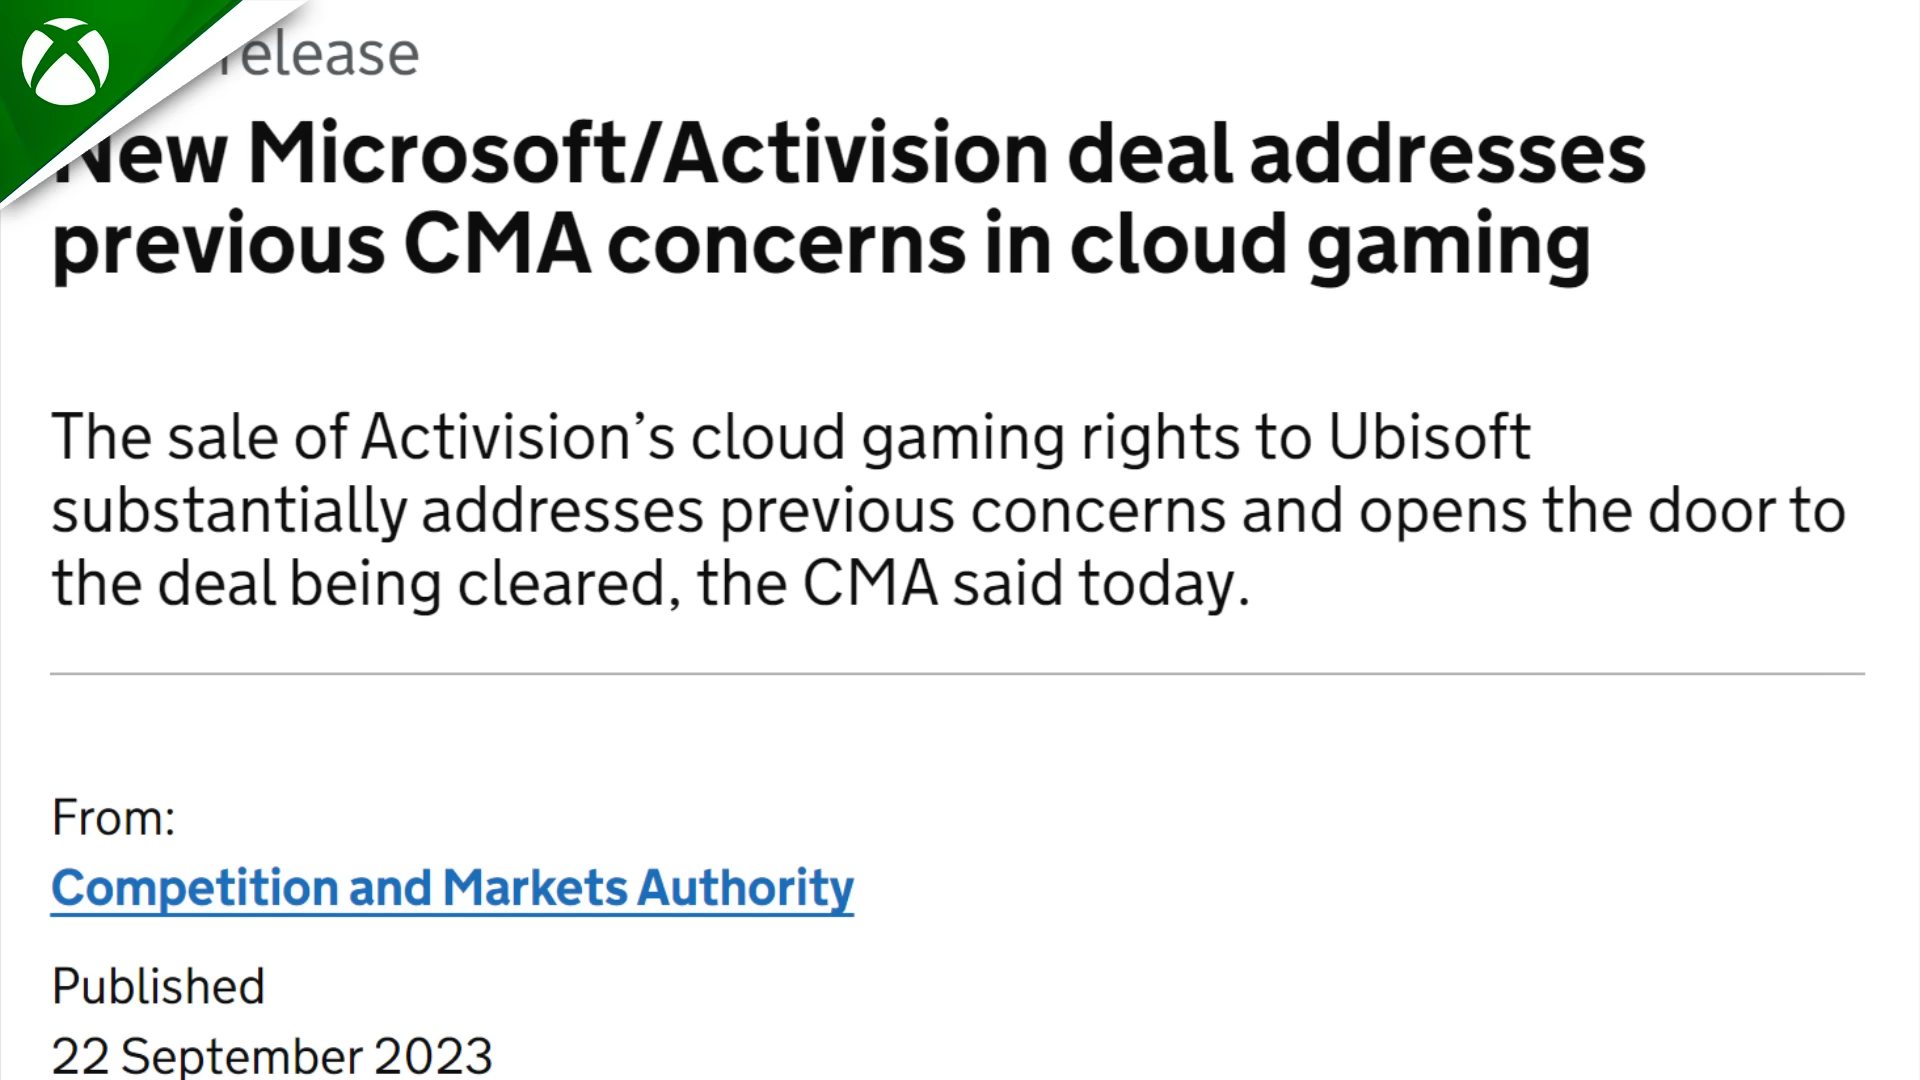 release
New Microsoft/Activision deal addresses
previous CMA concerns in cloud gaming
The sale of Activision’s cloud gaming rights to Ubisoft
substantially addresses previous concerns and opens the door to
the deal being cleared, the CMA said today.
From:
Competition and Markets Authority
Published
22 September 2023